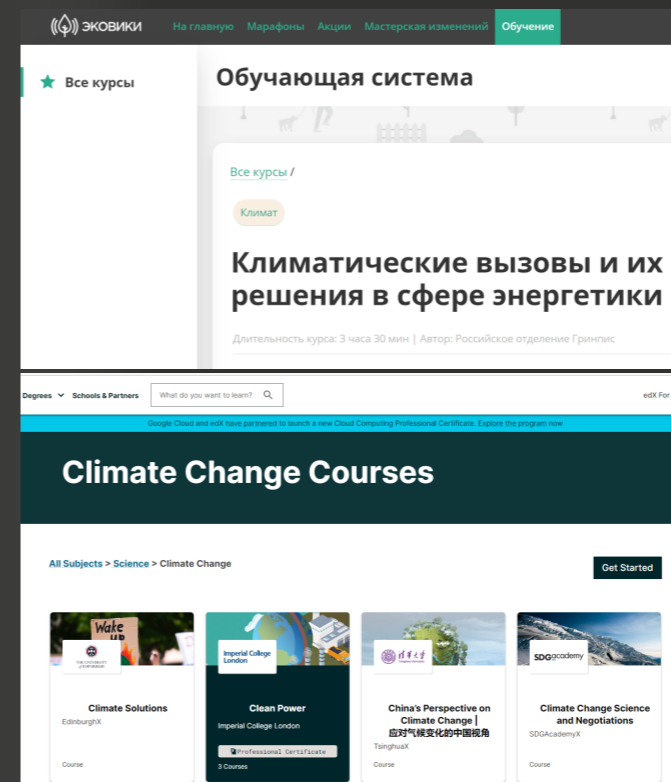 ЭКОВИКИ На главную Марафоны Акции Мастерская изменений Обучение
Все курсы
Обучающая система
Все курсы /
Климат
Климатические вызовы и их
решения в сфере энергетики
Длительность курса: 3 часа 30 мин | Автор: Российское отделение Гринпис
Degrees Schools & Partners What do you want to learn? edX For
Google Cloud and edX have partnered to launch a new Cloud Computing Professional Certificate. Explore the program now
Climate Change Courses
All Subjects > Science > Climate Change
Get Started
Wake
UP
Climate Solutions
EdinburghX
Course
Imperial College
London
Clean Power
Imperial College London
Professional Certificate
3 Courses
清华大学
China's Perspective on
Climate Change |
应对气候变化的中国视角
TsinghuaX
Course
SDGacademy
Climate Change Science
and Negotiations
SDGAcademyX
Course